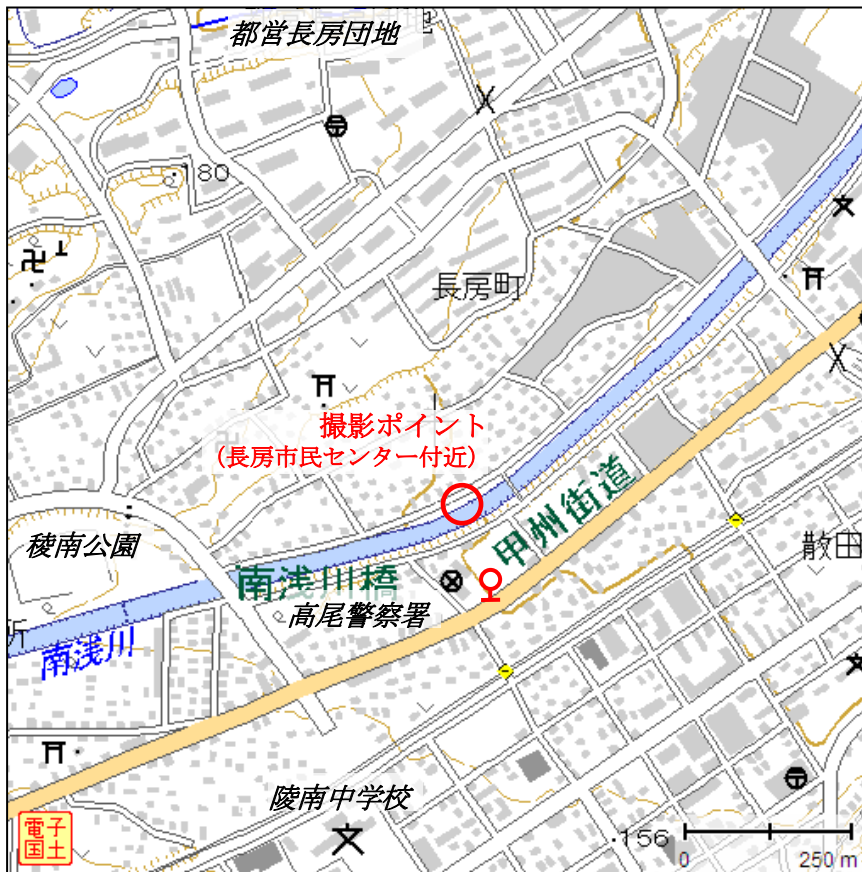 都営長房団地
180
長房町
撮影ポイント
(長房市民センター付近)
甲州街道
稜南公園
南浅川橋
散田
高尾警察署
南浅川
陵南中学校
156
電子
国土
0
250 m